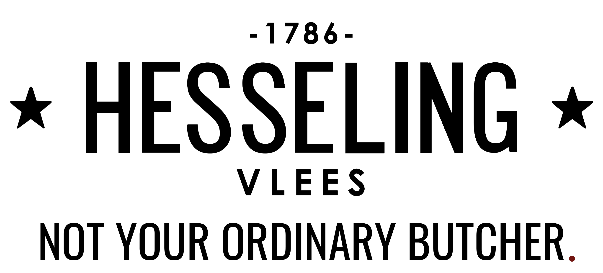 -1786-
HESSELING
VLEES
NOT YOUR ORDINARY BUTCHER.